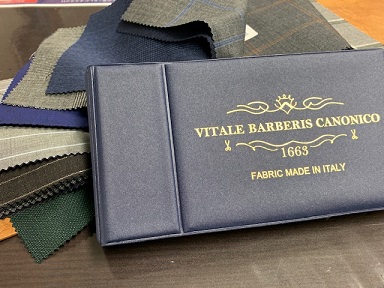 VITALE BARBERIS CANONICO
1663
FABRIC MADE IN ITALY